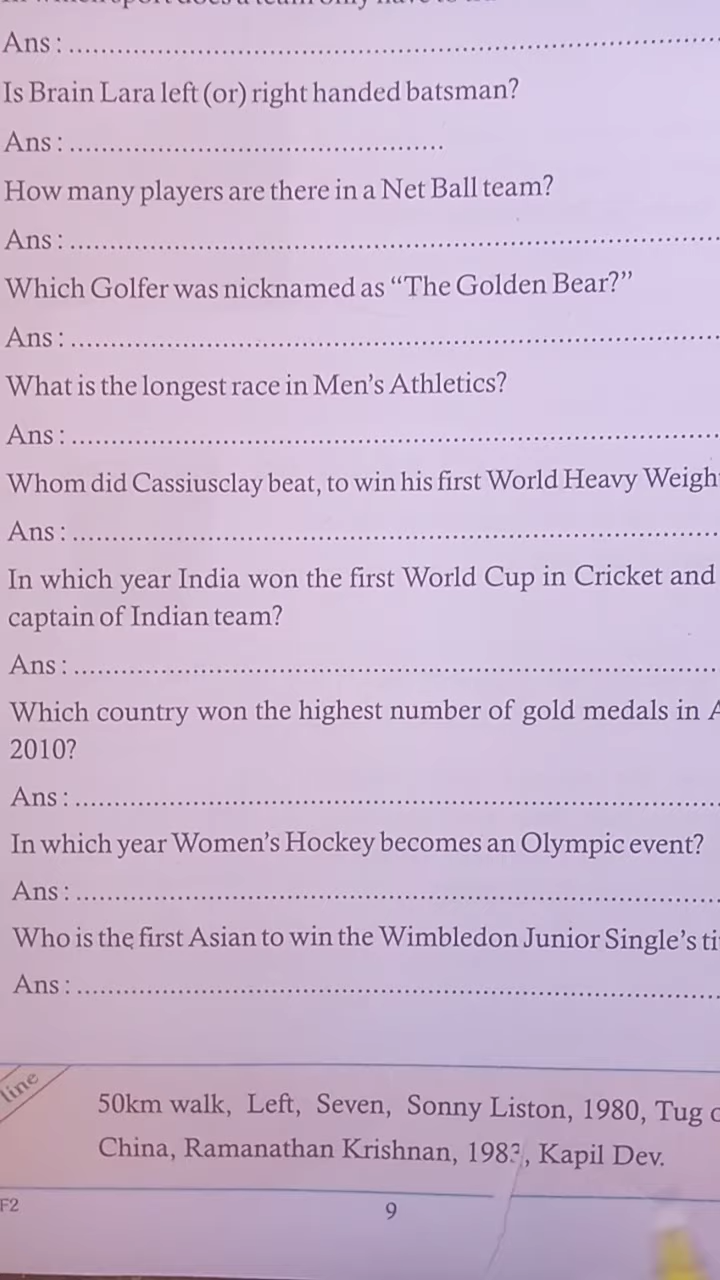 Ans :
Is Brain Lara left (or) right handed batsman?
Ans :
How many players are there in a Net Ball team?
Ans :
Which Golfer was nicknamed as “The Golden Bear?”
Ans :
What is the longest race in Men’s Athletics?
Ans :
Whom did Cassiusclay beat, to win his first World Heavy Weigh
Ans :
In which year India won the first World Cup in Cricket and
captain of Indian team?
Ans :
Which country won the highest number of gold medals in A
2010?
Ans :
In which year Women’s Hockey becomes an Olympic event?
Ans :
Who is the first Asian to win the Wimbledon Junior Single’s ti
Ans :
line
50km walk, Left, Seven, Sonny Liston, 1980, Tug o
China, Ramanathan Krishnan, 1983, Kapil Dev.
F2
9